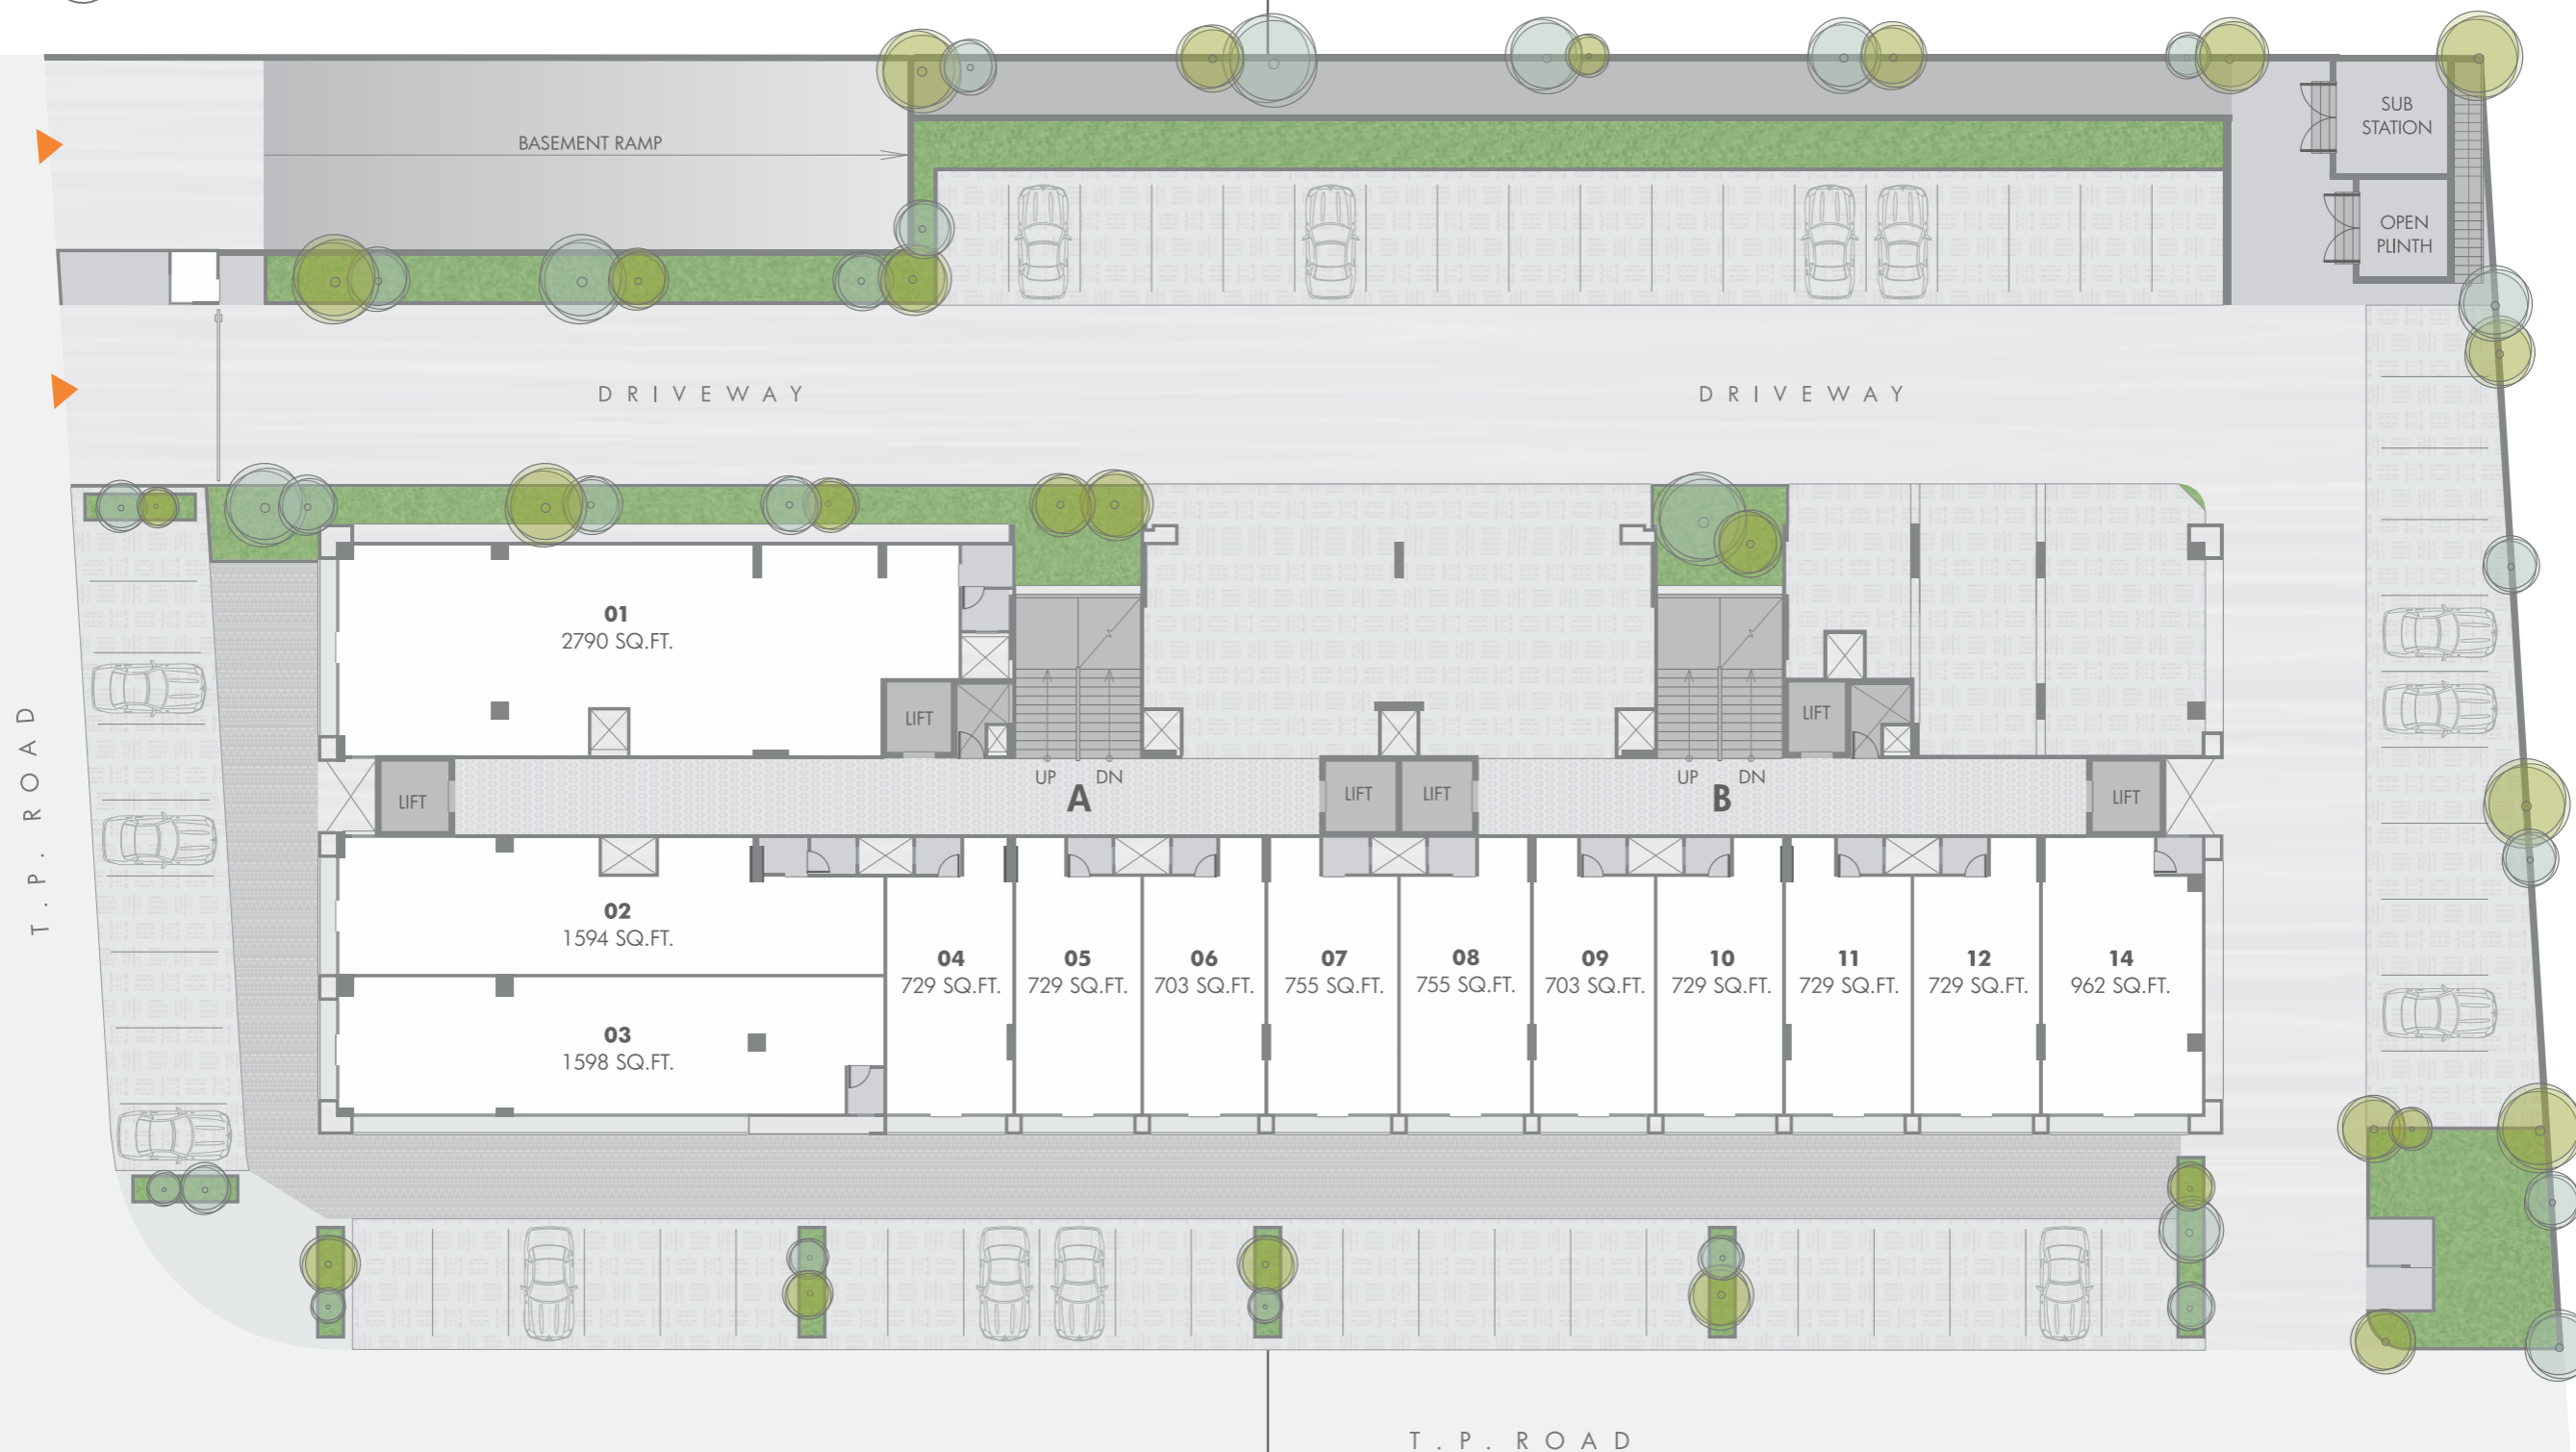 BASEMENT RAMP
SUB
STATION
OPEN
PLINTH
DRIVEWAY
DRIVEWAY
01
2790 SQ.FT.
LIFT
LIFT
T.P. ROAD
LIFT
UP
DN
A
LIFT
LIFT
UP
DN
B
LIFT
02
1594 SQ.FT.
03
1598 SQ.FT.
04
729 SQ.FT.
05
729 SQ.FT.
06
703 SQ.FT.
07
755 SQ.FT.
08
755 SQ.FT.
09
703 SQ.FT.
10
729 SQ.FT.
11
729 SQ.FT.
12
729 SQ.FT.
14
962 SQ.FT.
T.P. ROAD